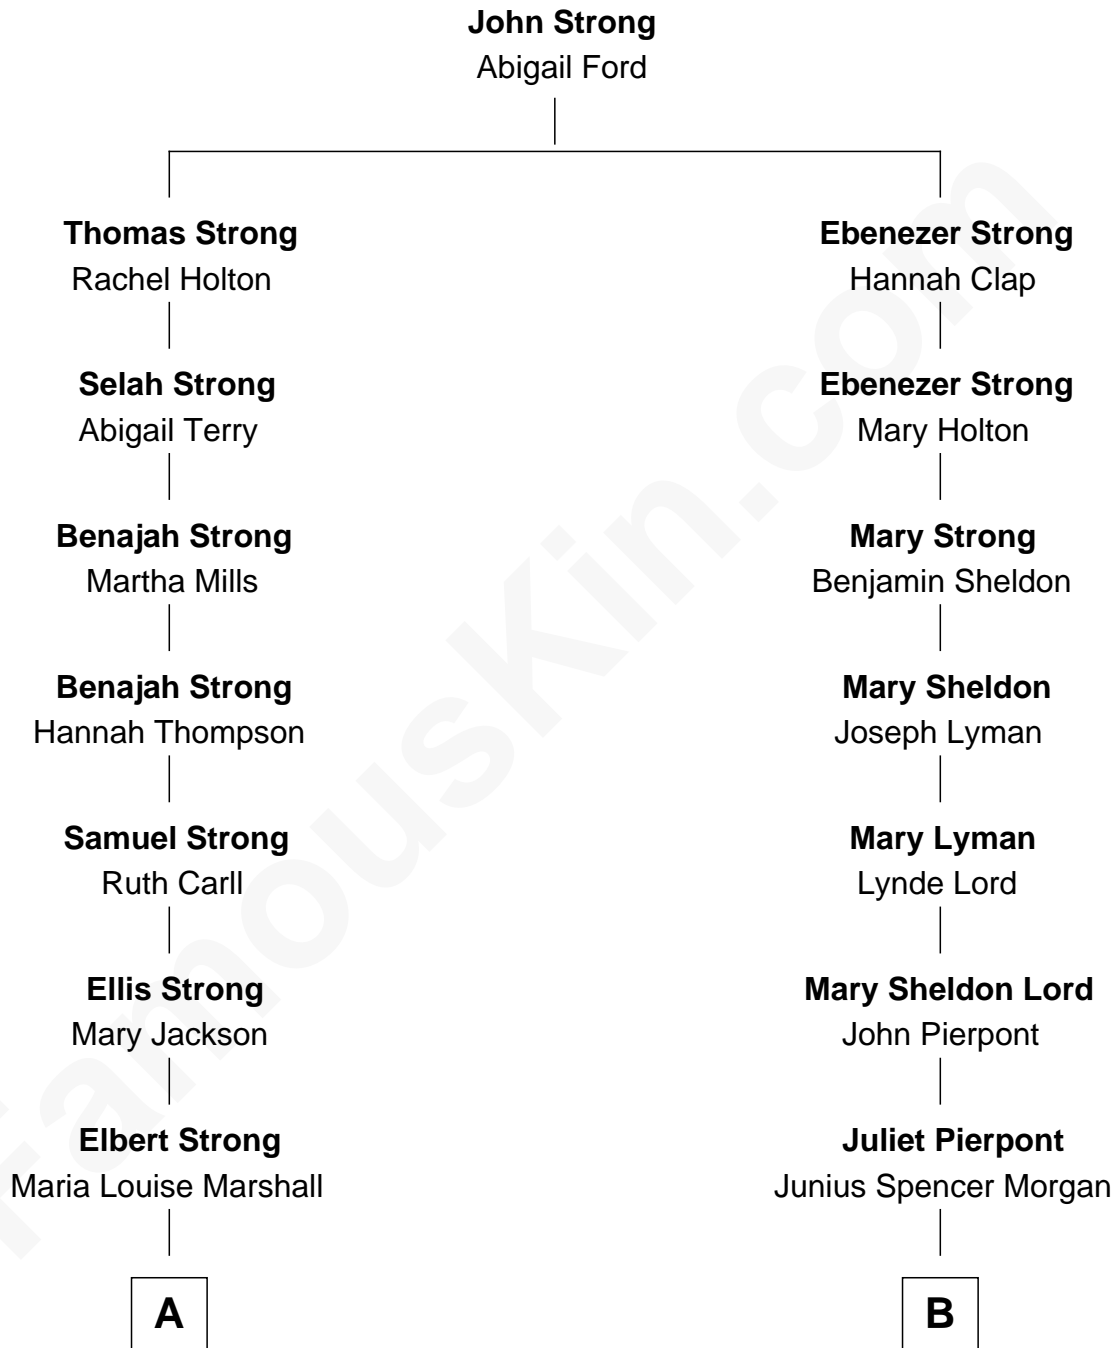 John Strong
Abigail Ford
Thomas Strong
Rachel Holton
Ebenezer Strong
Hannah Clap
Selah Strong
Abigail Terry
Ebenezer Strong
Mary Holton
Benajah Strong
Martha Mills
Mary Strong
Benjamin Sheldon
Benajah Strong
Hannah Thompson
Mary Sheldon
Joseph Lyman
Samuel Strong
Ruth Carll
Mary Lyman
Lynde Lord
Ellis Strong
Mary Jackson
Mary Sheldon Lord
John Pierpont
Elbert Strong
Maria Louise Marshall
Juliet Pierpont
Junius Spencer Morgan
A
B
FamousKin.com